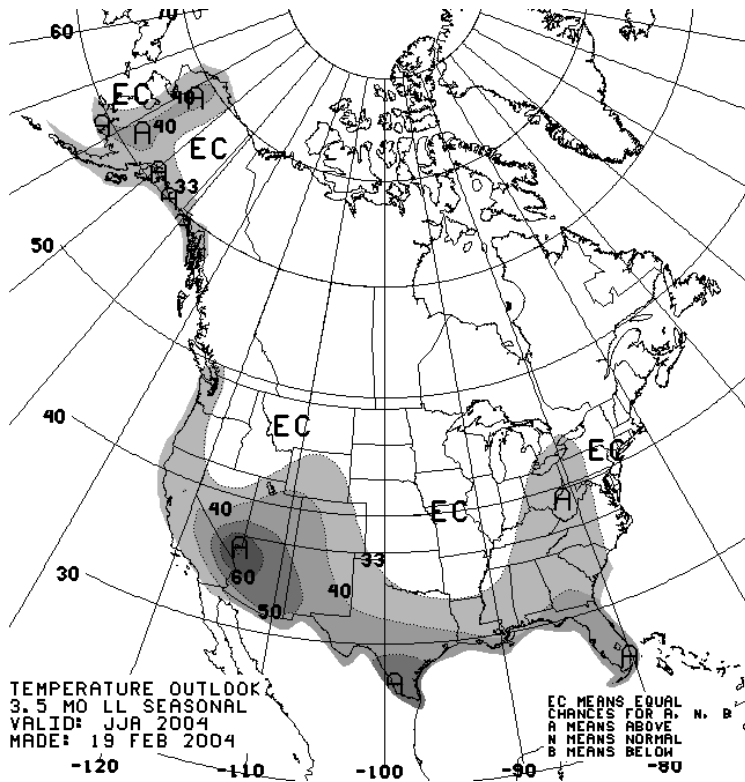 60
70
EC
40
A
A
A
40
EC
A
33
A
50
40
EC
EC
A
40
EC
A
33
60
40
30
50
A
A
TEMPERATURE OUTLOOK
3.5 MO LL SEASONAL
VALID: JJA 2004
MADE: 19 FEB 2004
EC MEANS EQUAL
CHANCES FOR A, N, B
A MEANS ABOVE
N MEANS NORMAL
B MEANS BELOW
-120
-110
-100
-90
-80